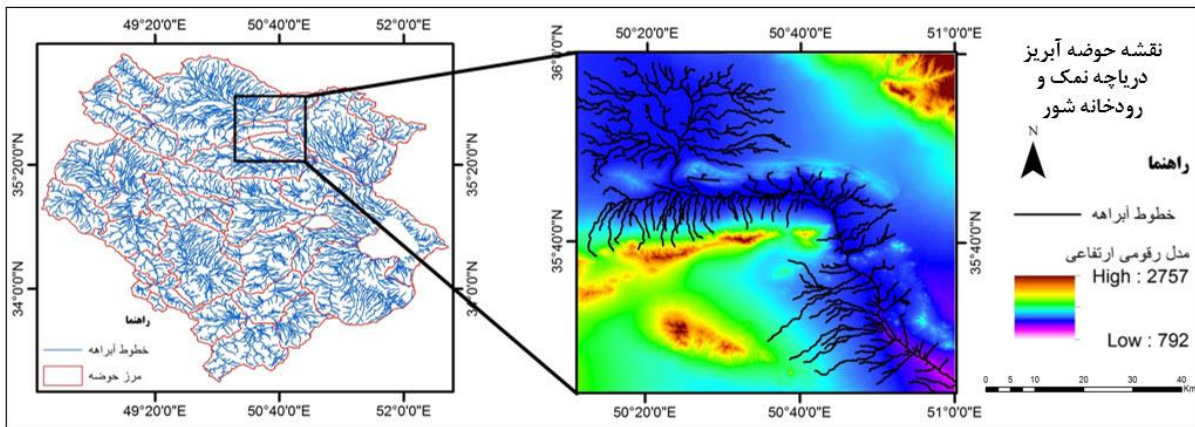 49°20'0"E 50°40'0"E 52°0'0"E
35°20'0"N
34°0'0"N
35°20'0"N
34°0'0"N
راهنما
خطوط آبراهه
مرز حوضه
49°20'0"E 50°40'0"E 52°0'0"E
50°20'0"E 50°40'0"E 51°0'0"E
36°0'0"N
35°40'0"N
36°0'0"N
35°40'0"N
50°20'0"E 50°40'0"E 51°0'0"E
نقشه حوضه آبریز
دریاچه نمک و
رودخانه شور
N
راهنما
خطوط آبراهه
مدل رقومی ارتفاعی
High : 2757
Low : 792
0 5 10 20 30 40
Km